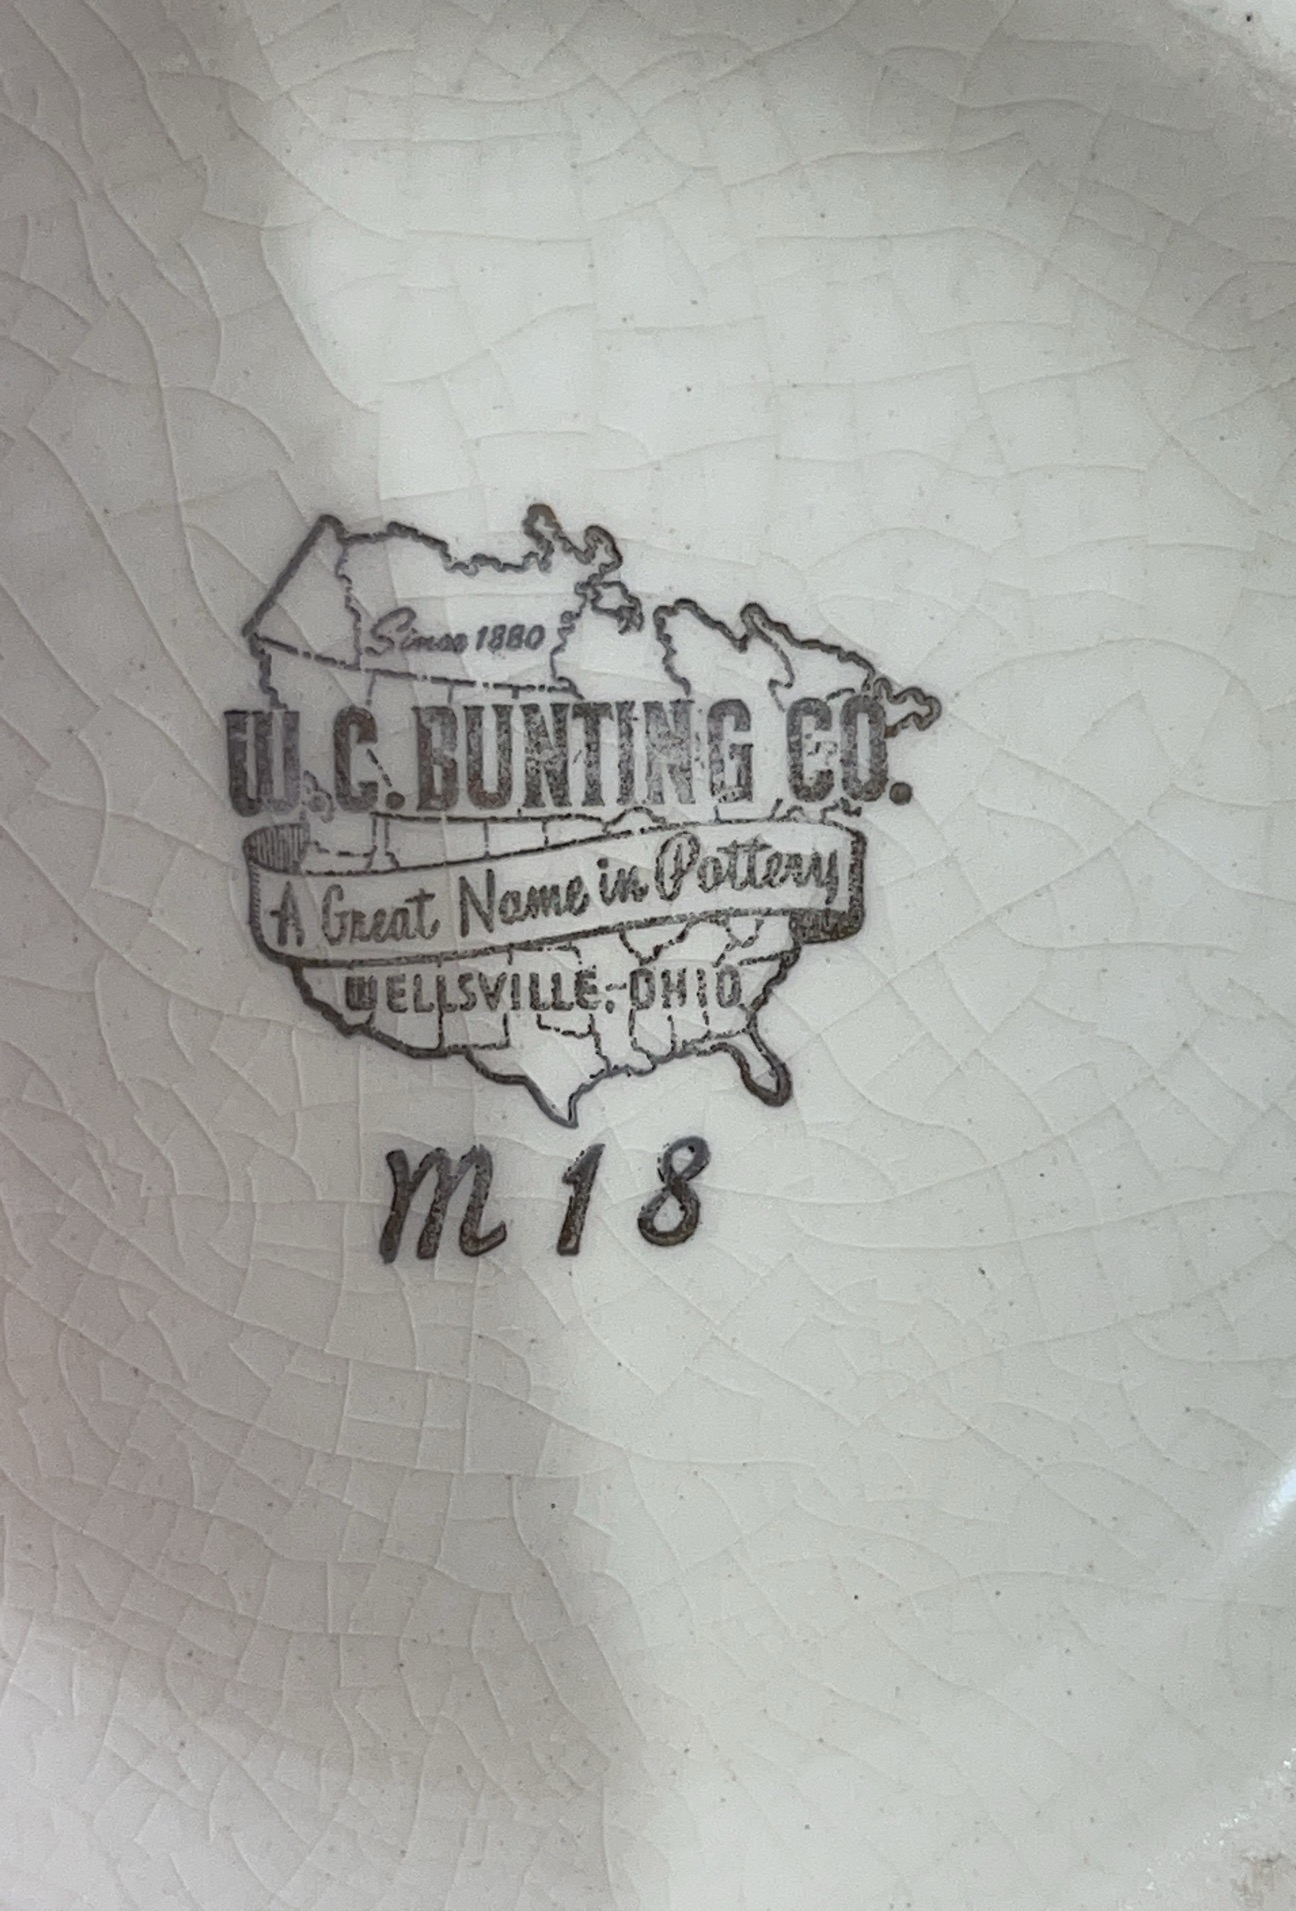 Since 1880
W.C. BUNTING CO.
A Great Name in Pottery
WELLSVILLE, OHIO
M 18